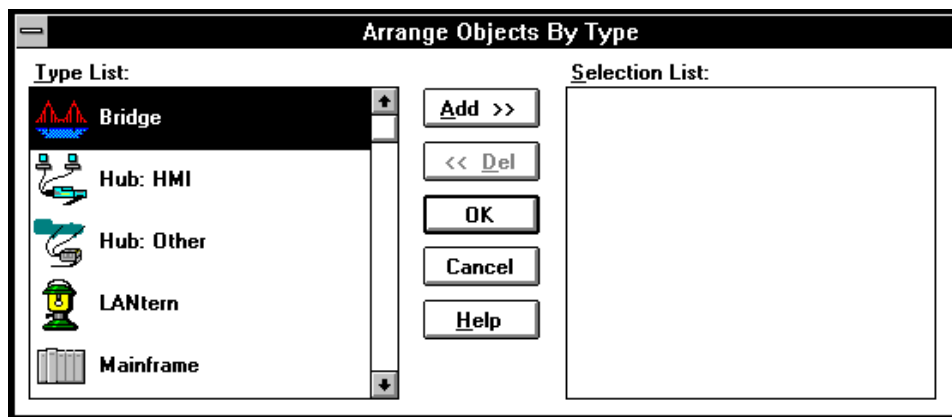 Arrange Objects By Type
Type List:
Bridge
Hub: HMI
Hub: Other
LANtern
Mainframe
Add >>
<< Del
OK
Cancel
Help
Selection List: